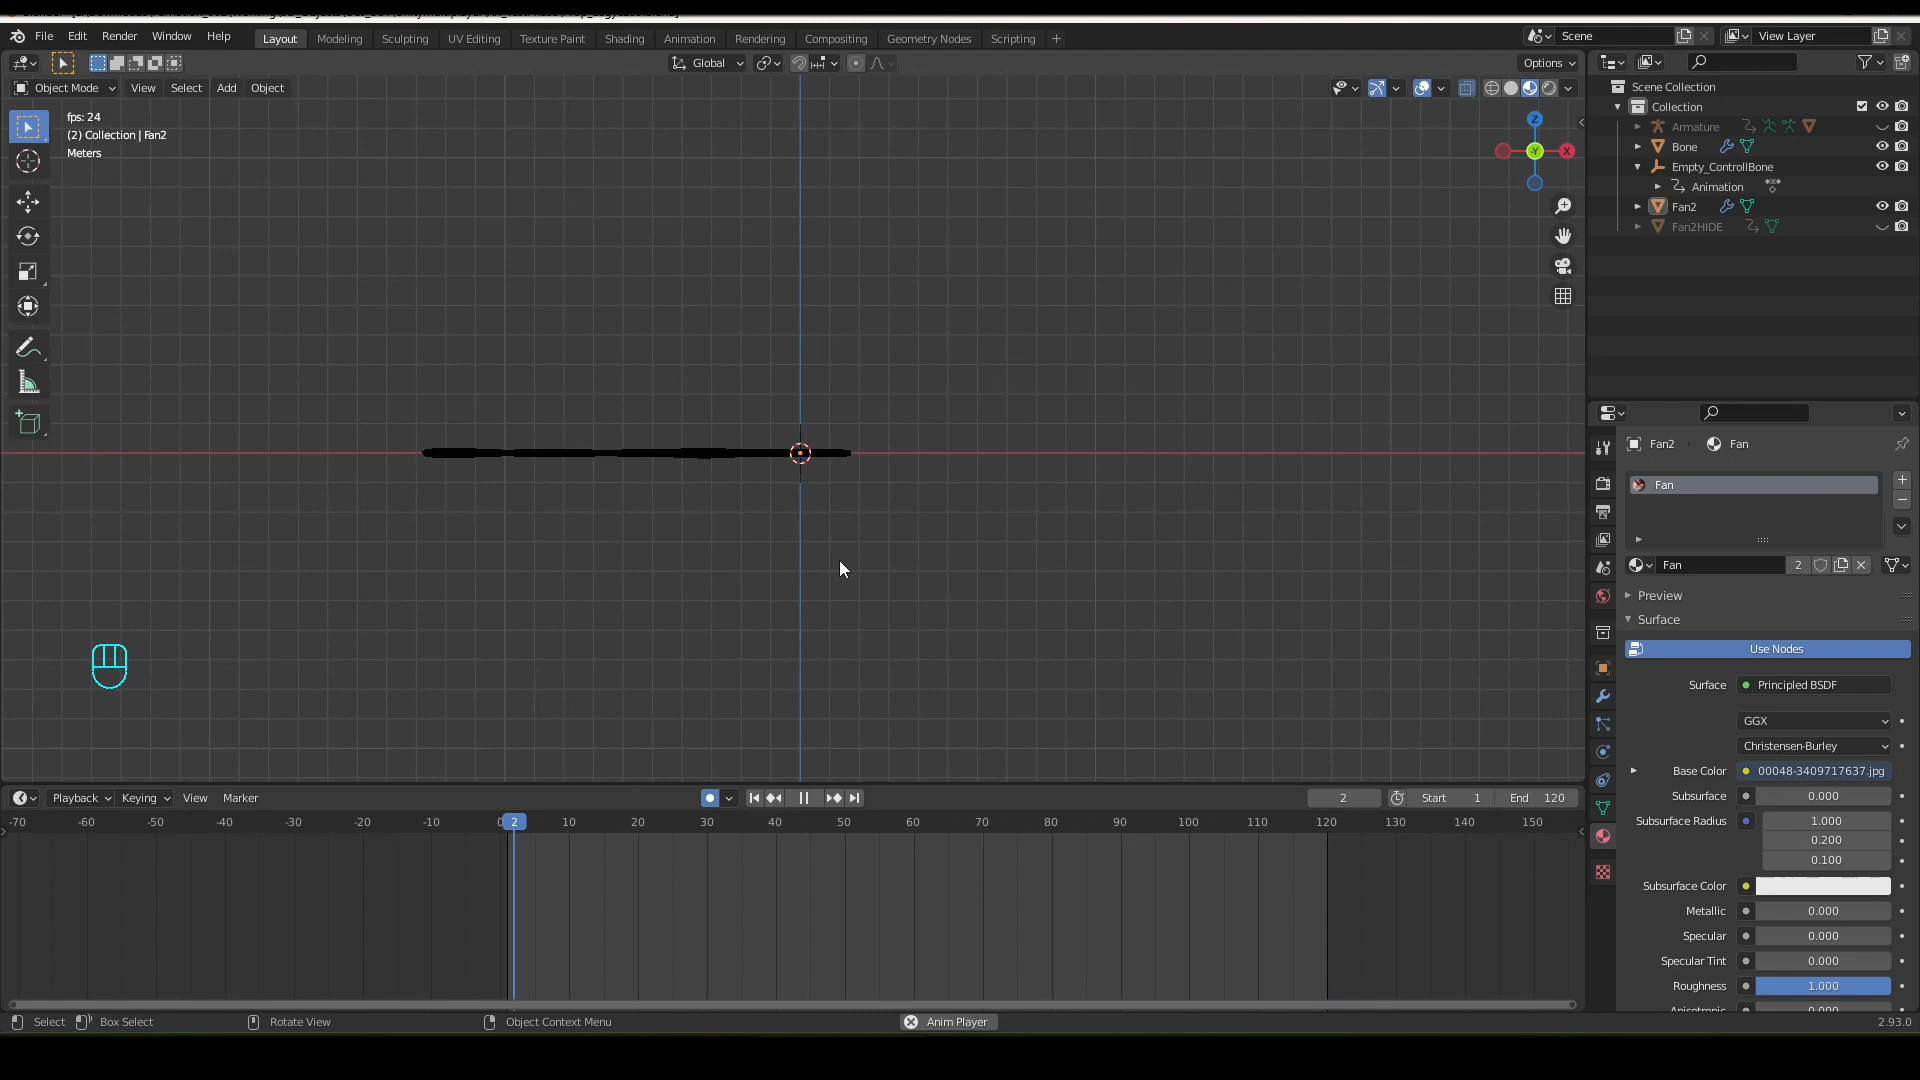 File Edit Render Window Help
Layout Modeling Sculpting UV Editing Texture Paint Shading Animation Rendering Compositing Geometry Nodes Scripting +
Scene View Layer
Global Options
Object Mode View Select Add Object
fps: 24
(2) Collection | Fan2
Meters
Z
-Y X
Scene Collection
Collection
Armature
Bone
Empty_ControllBone
Animation
Fan2
Fan2HIDE
Fan2 Fan
Fan
Fan 2
Preview
Surface
Use Nodes
Surface Principled BSDF
GGX
Christensen-Burley
Base Color 00048-3409717637.jpg
Subsurface 0.000
Subsurface Radius 1.000
0.200
0.100
Subsurface Color
Metallic 0.000
Specular 0.000
Specular Tint 0.000
Roughness 1.000
Playback Keying View Marker 2 Start 1 End 120
-70 -60 -50 -40 -30 -20 -10 0 2 10 20 30 40 50 60 70 80 90 100 110 120 130 140 150
Select Box Select Rotate View Object Context Menu Anim Player 2.93.0